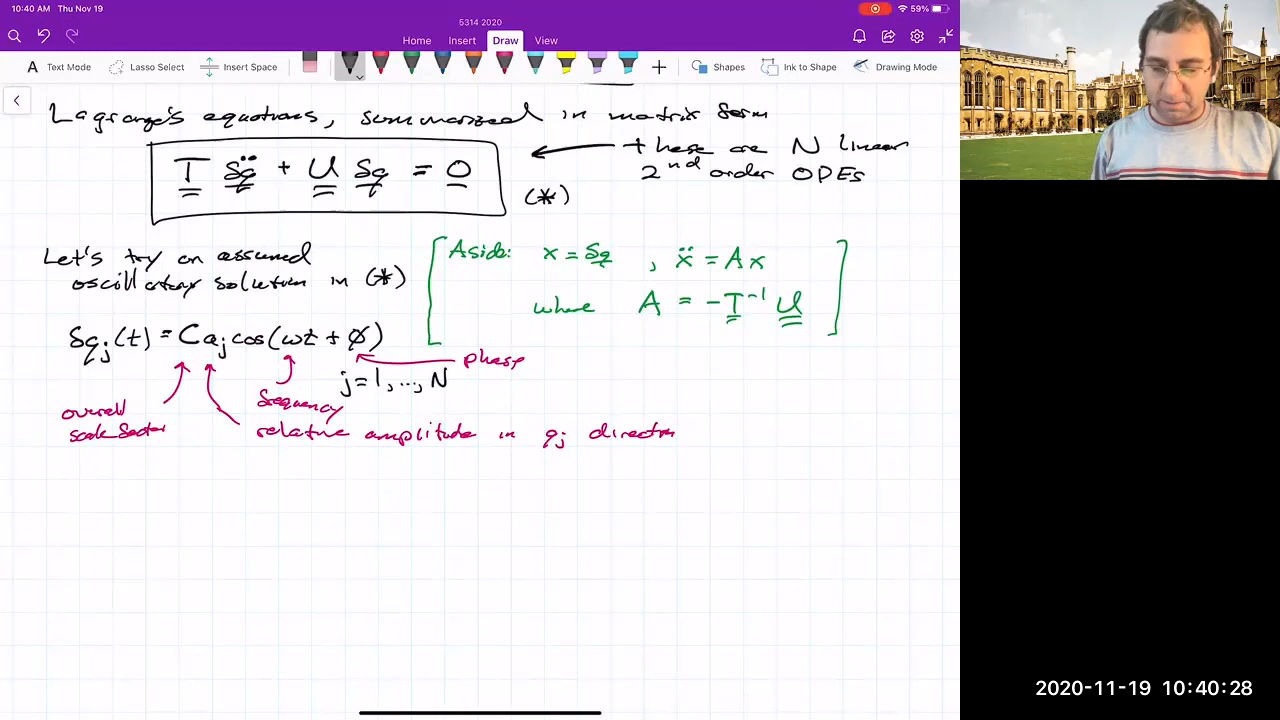 10:40 AM Thu Nov 19
59%
5314 2020
Home Insert Draw View
Text Mode Lasso Select Insert Space Shapes Ink to Shape Drawing Mode
Lagrange's equations, summarized in matrix form
T δq̈ + U δq = 0
(*)
these are N linear
2nd order ODEs
Let's try an assumed
oscillatory solution in (*)
[Aside: x = δq , ẍ = Ax
where A = -T⁻¹ U]
δqⱼ(t) = C aⱼ cos(ωt + φ)
j = 1, ..., N
phase
overall
scale factor
frequency
relative amplitude in qⱼ direction
2020-11-19 10:40:28